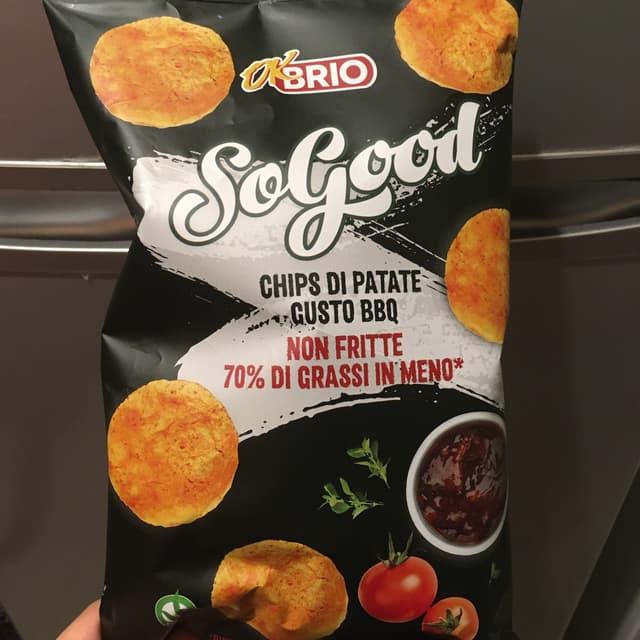 OK BRIO
SoGood
CHIPS DI PATATE
GUSTO BBQ
NON FRITTE
70% DI GRASSI IN MENO*